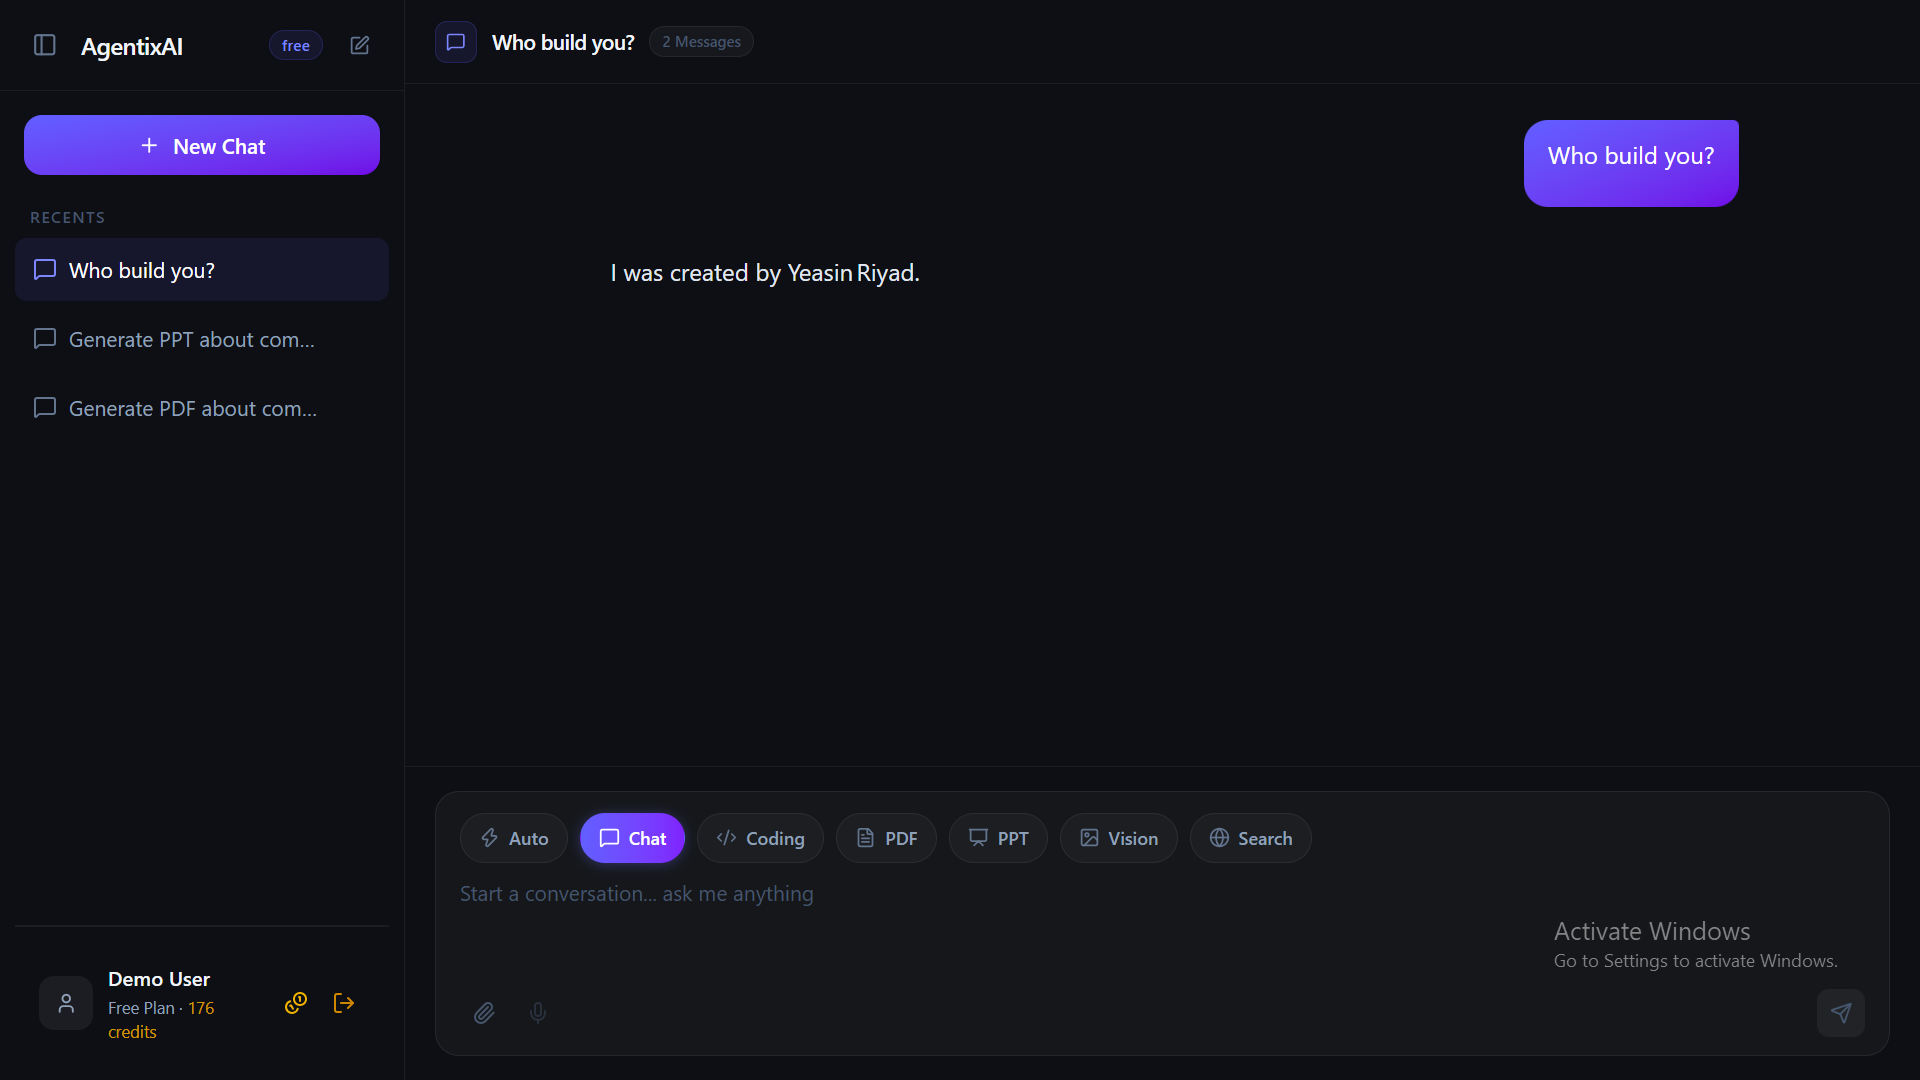 AgentixAI
free
New Chat
RECENTS
Who build you?
Generate PPT about com...
Generate PDF about com...
Demo User
Free Plan · 176
credits
Who build you?
2 Messages
Who build you?
I was created by Yeasin Riyad.
Auto
Chat
Coding
PDF
PPT
Vision
Search
Start a conversation... ask me anything
Activate Windows
Go to Settings to activate Windows.